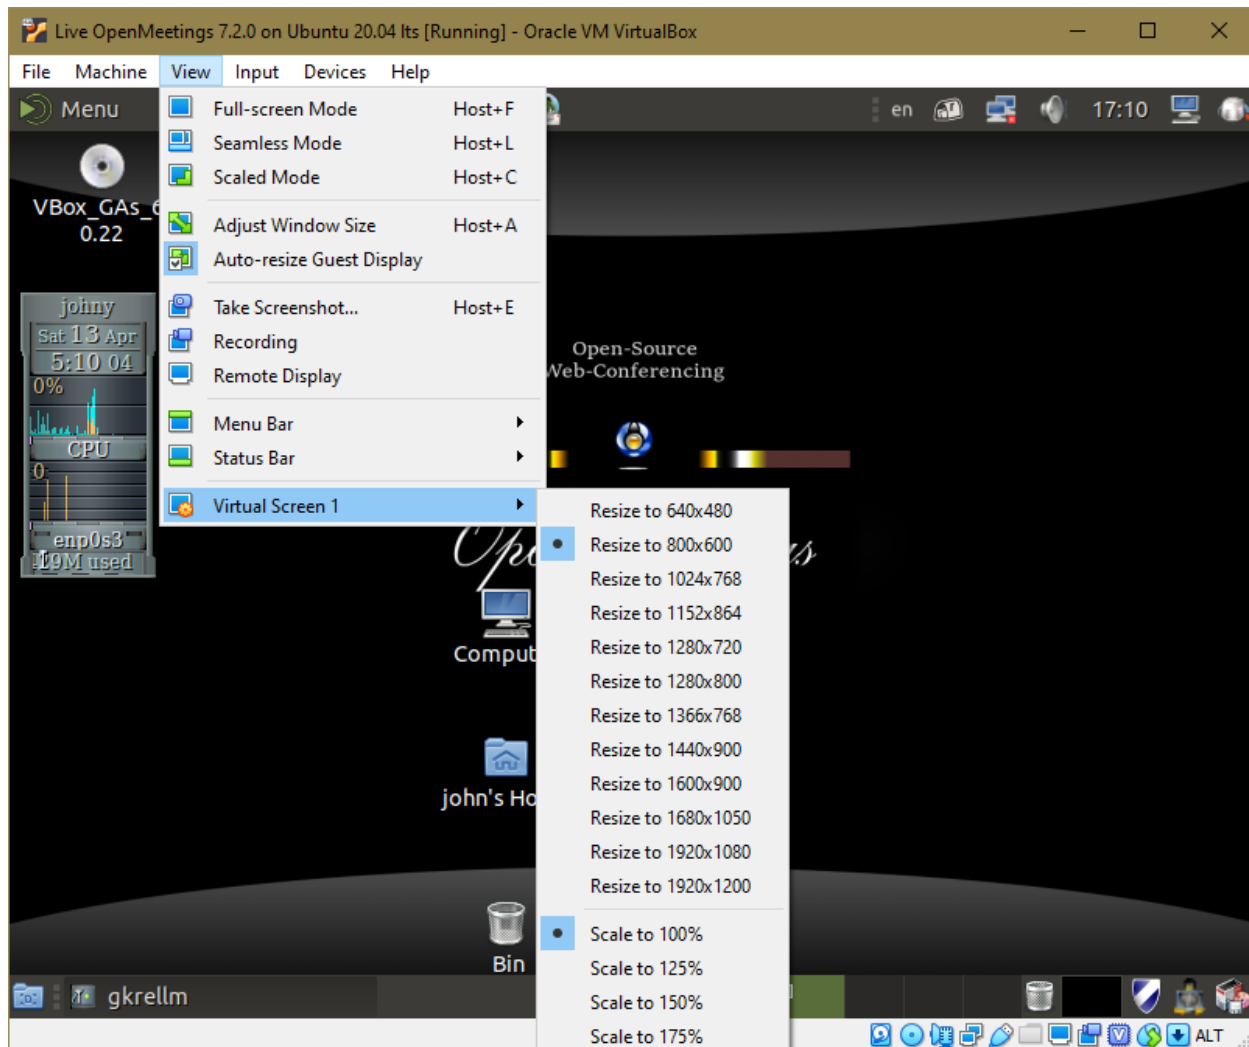 Live OpenMeetings 7.2.0 on Ubuntu 20.04 lts [Running] - Oracle VM VirtualBox
File Machine View Input Devices Help
Menu
en
17:10
Full-screen Mode Host+F
Seamless Mode Host+L
Scaled Mode Host+C
Adjust Window Size Host+A
Auto-resize Guest Display
Take Screenshot... Host+E
Recording
Remote Display
Menu Bar
Status Bar
Virtual Screen 1
VBox_GAs_6
0.22
johny
Sat 13 Apr
5:10 04
0%
CPU
0
enp0s3
19M used
Open-Source
Web-Conferencing
Resize to 640x480
Resize to 800x600
Resize to 1024x768
Resize to 1152x864
Resize to 1280x720
Resize to 1280x800
Resize to 1366x768
Resize to 1440x900
Resize to 1600x900
Resize to 1680x1050
Resize to 1920x1080
Resize to 1920x1200
Scale to 100%
Scale to 125%
Scale to 150%
Scale to 175%
Comput
john's Ho
Bin
gkrellm
ALT